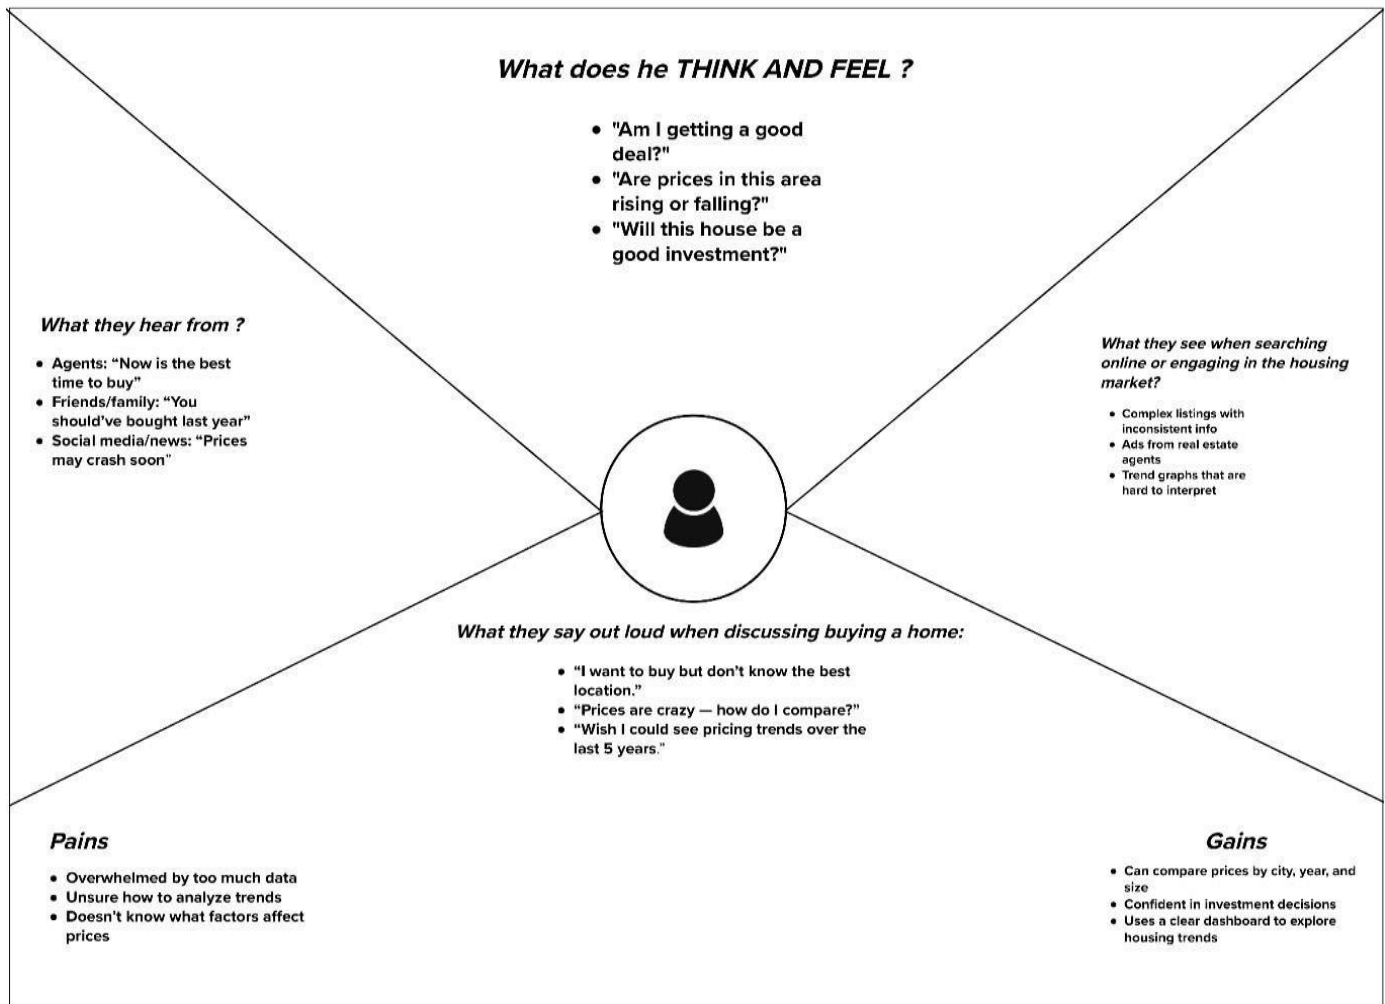 What does he THINK AND FEEL ?
• "Am I getting a good
deal?"
• "Are prices in this area
rising or falling?"
• "Will this house be a
good investment?"
What they hear from ?
• Agents: “Now is the best
time to buy”
• Friends/family: “You
should’ve bought last year”
• Social media/news: “Prices
may crash soon”
What they see when searching
online or engaging in the housing
market?
• Complex listings with
inconsistent info
• Ads from real estate
agents
• Trend graphs that are
hard to interpret
What they say out loud when discussing buying a home:
• “I want to buy but don’t know the best
location.”
• “Prices are crazy — how do I compare?”
• “Wish I could see pricing trends over the
last 5 years.”
Pains
• Overwhelmed by too much data
• Unsure how to analyze trends
• Doesn't know what factors affect
prices
Gains
• Can compare prices by city, year, and
size
• Confident in investment decisions
• Uses a clear dashboard to explore
housing trends